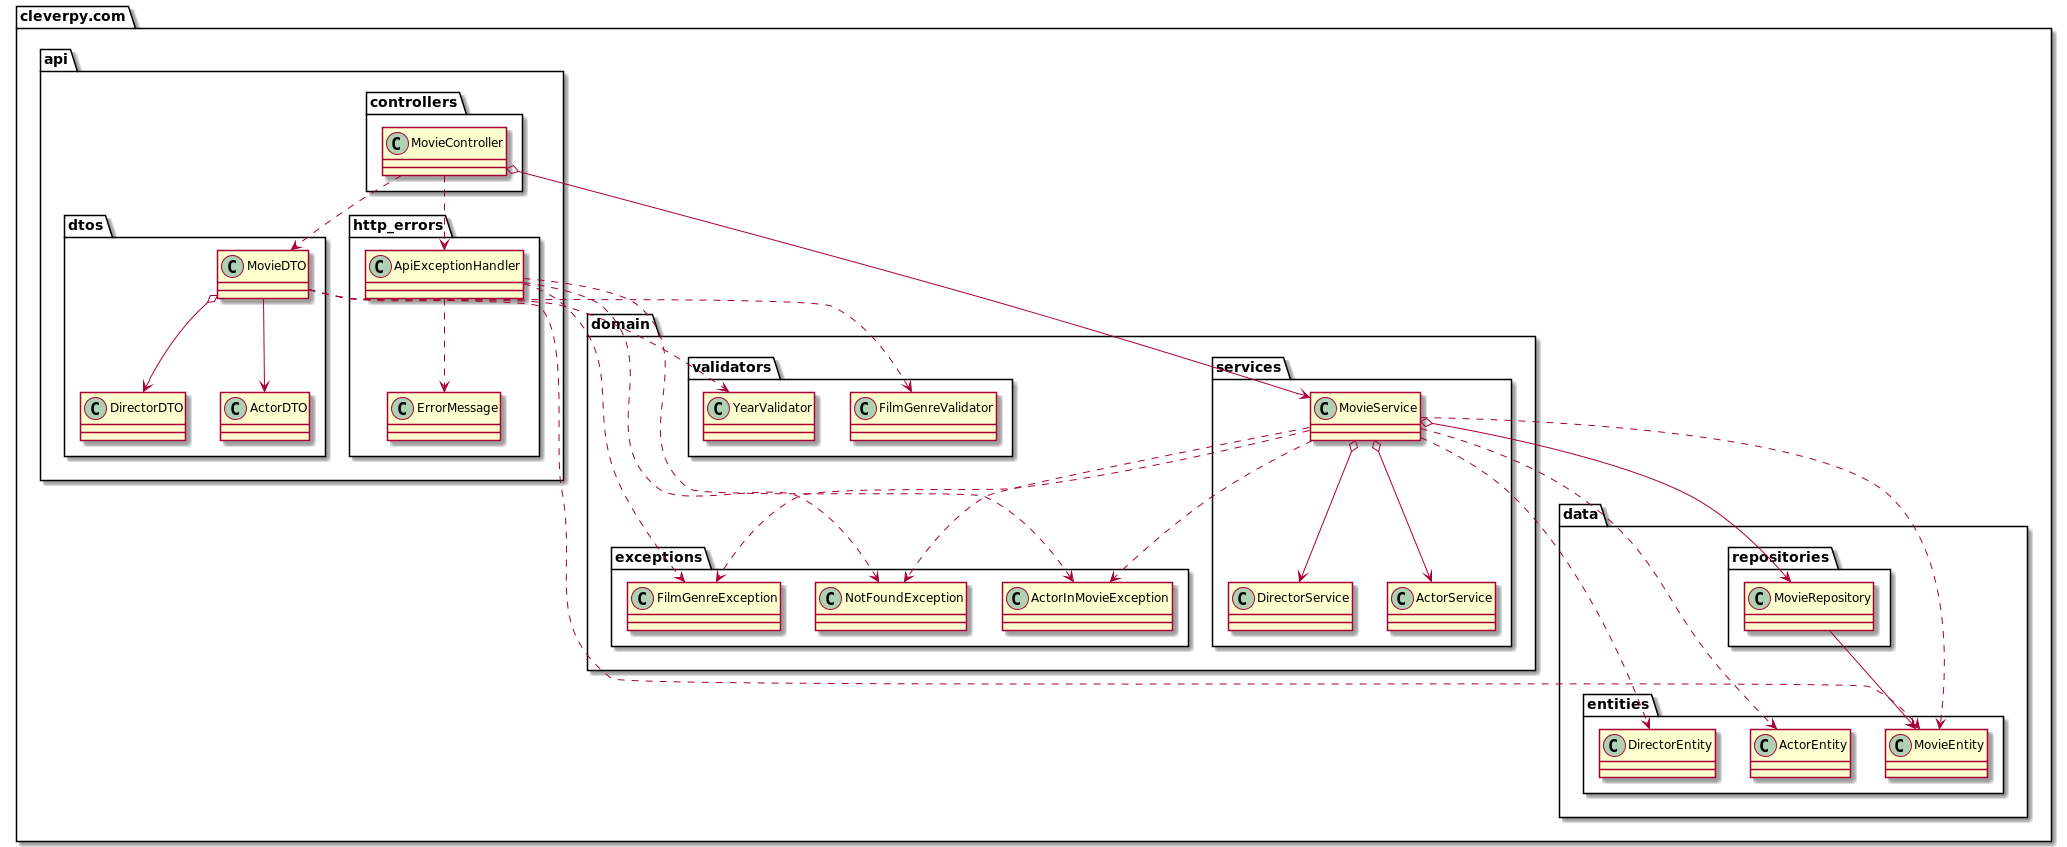 cleverpy.com
api
controllers
C MovieController
dtos
http_errors
C MovieDTO
C ApiExceptionHandler
domain
validators
services
C DirectorDTO
C ActorDTO
C ErrorMessage
C YearValidator
C FilmGenreValidator
C MovieService
data
exceptions
repositories
C FilmGenreException
C NotFoundException
C ActorInMovieException
C DirectorService
C ActorService
C MovieRepository
entities
C DirectorEntity
C ActorEntity
C MovieEntity